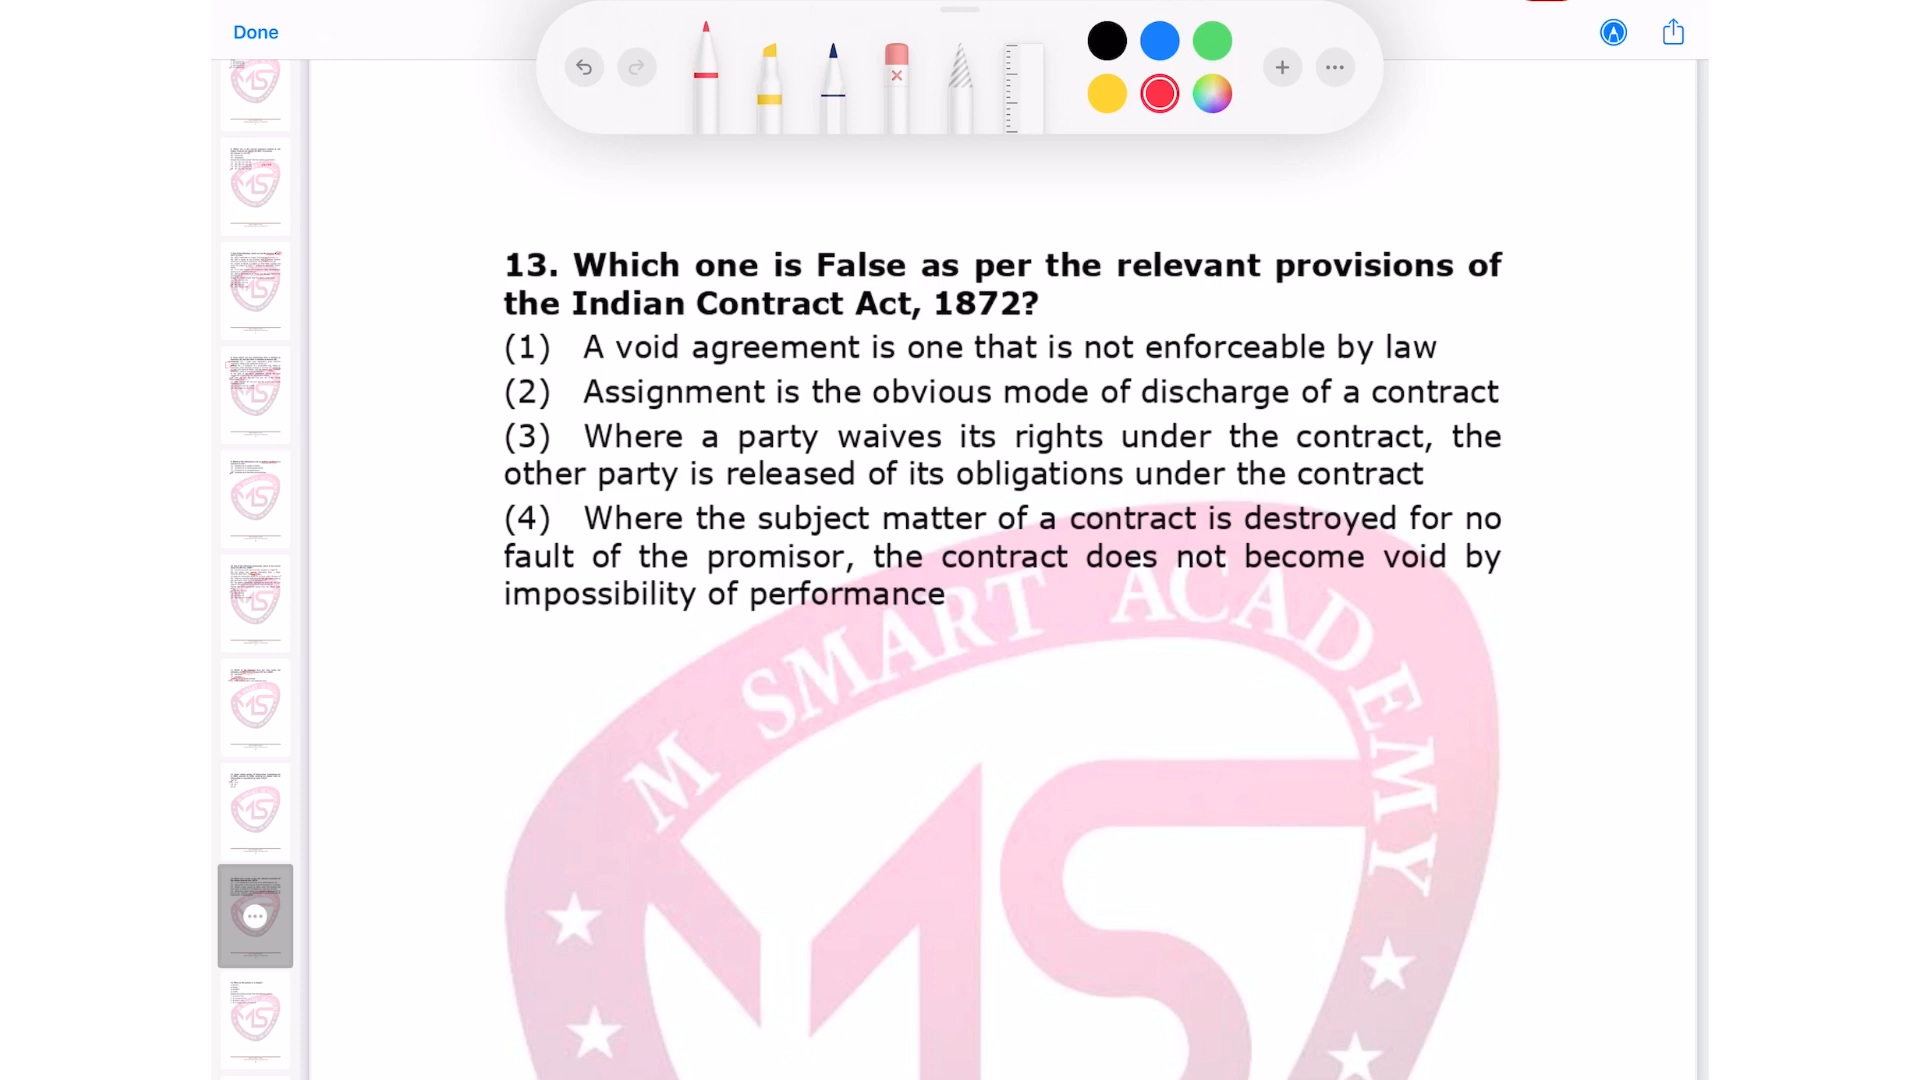 Done
13. Which one is False as per the relevant provisions of
the Indian Contract Act, 1872?
(1) A void agreement is one that is not enforceable by law
(2) Assignment is the obvious mode of discharge of a contract
(3) Where a party waives its rights under the contract, the
other party is released of its obligations under the contract
(4) Where the subject matter of a contract is destroyed for no
fault of the promisor, the contract does not become void by
impossibility of performance
M SMART ACADEMY
MS